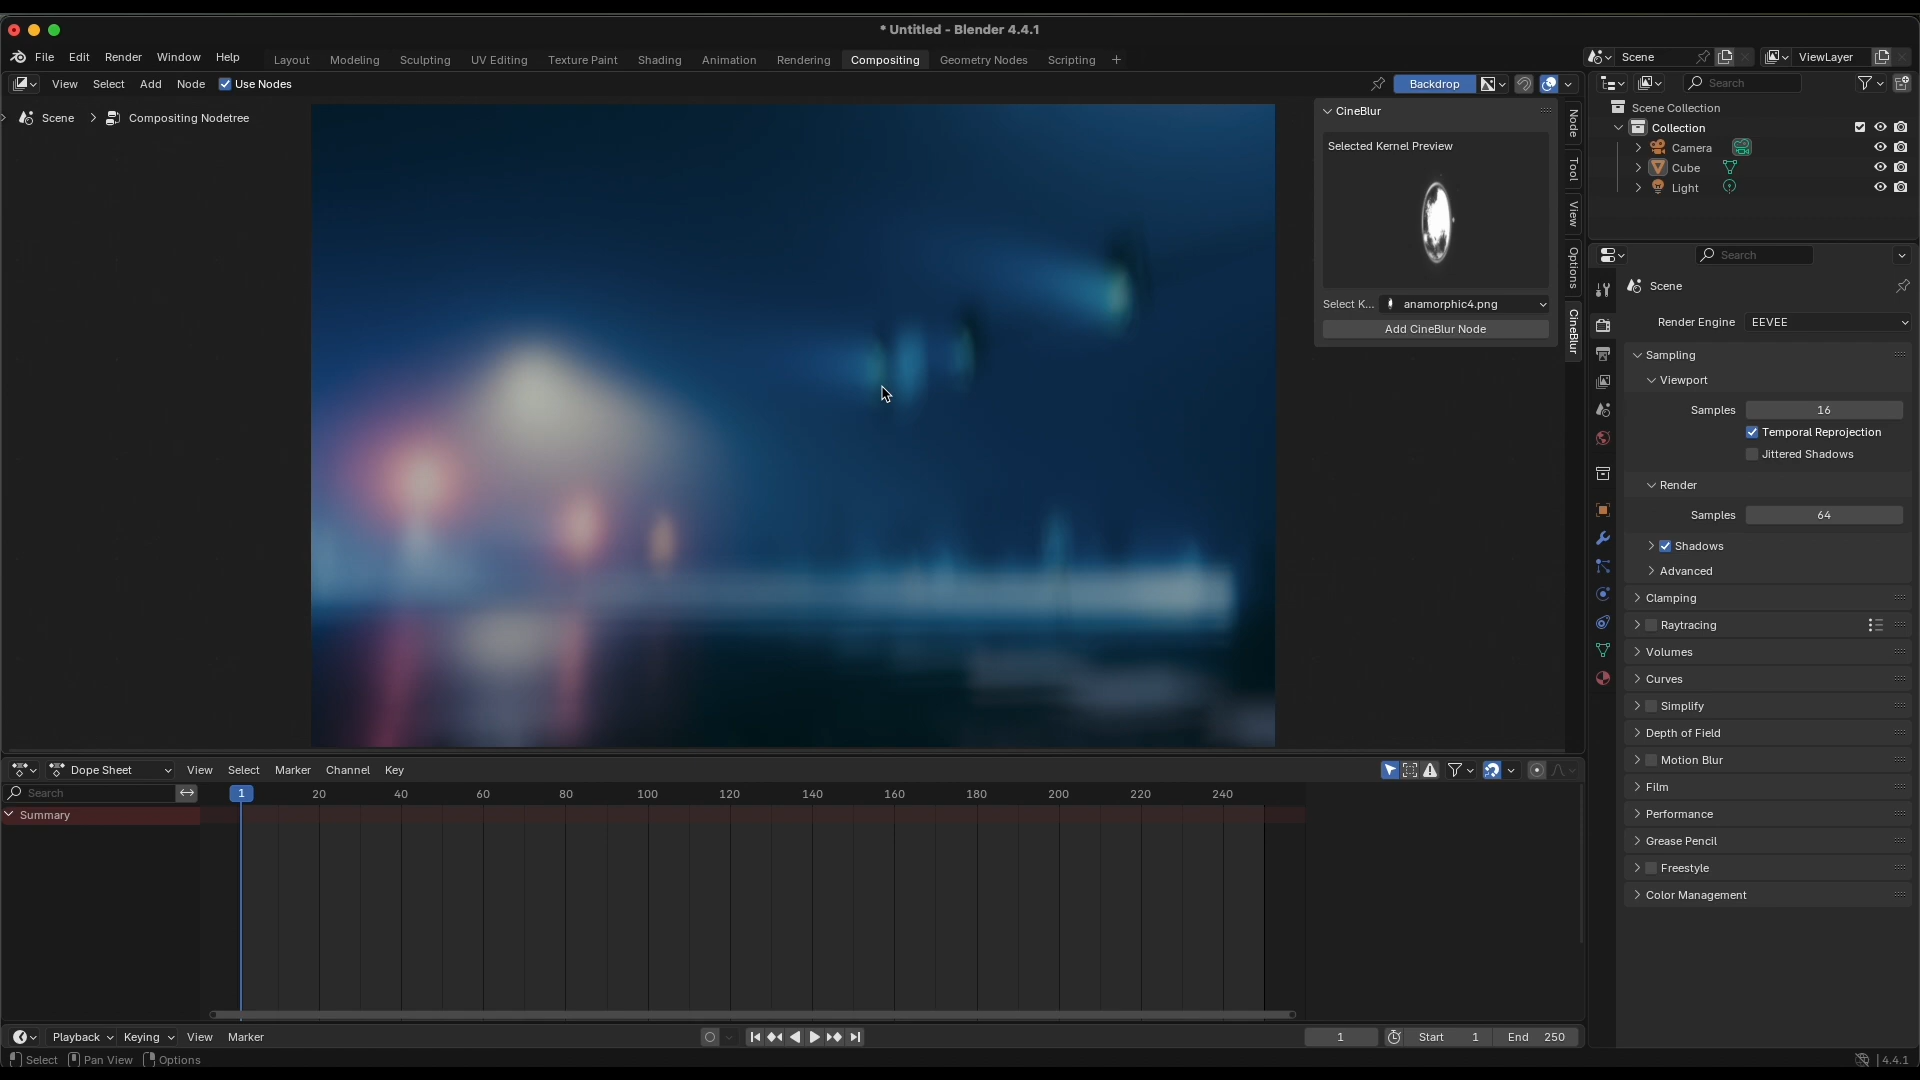 * Untitled - Blender 4.4.1
File Edit Render Window Help
Layout Modeling Sculpting UV Editing Texture Paint Shading Animation Rendering Compositing Geometry Nodes Scripting +
Scene
ViewLayer
View Select Add Node Use Nodes
Backdrop
Scene > Compositing Nodetree
CineBlur
Selected Kernel Preview
Select K... anamorphic4.png
Add CineBlur Node
Node
Tool
View
Options
CineBlur
Search
Scene Collection
Collection
Camera
Cube
Light
Search
Scene
Render Engine EEVEE
Sampling
Viewport
Samples 16
Temporal Reprojection
Jittered Shadows
Render
Samples 64
Shadows
Advanced
Clamping
Raytracing
Volumes
Curves
Simplify
Depth of Field
Motion Blur
Film
Performance
Grease Pencil
Freestyle
Color Management
Dope Sheet View Select Marker Channel Key
Search
1 20 40 60 80 100 120 140 160 180 200 220 240
Summary
Playback Keying View Marker
1 Start 1 End 250
Select Pan View Options
4.4.1